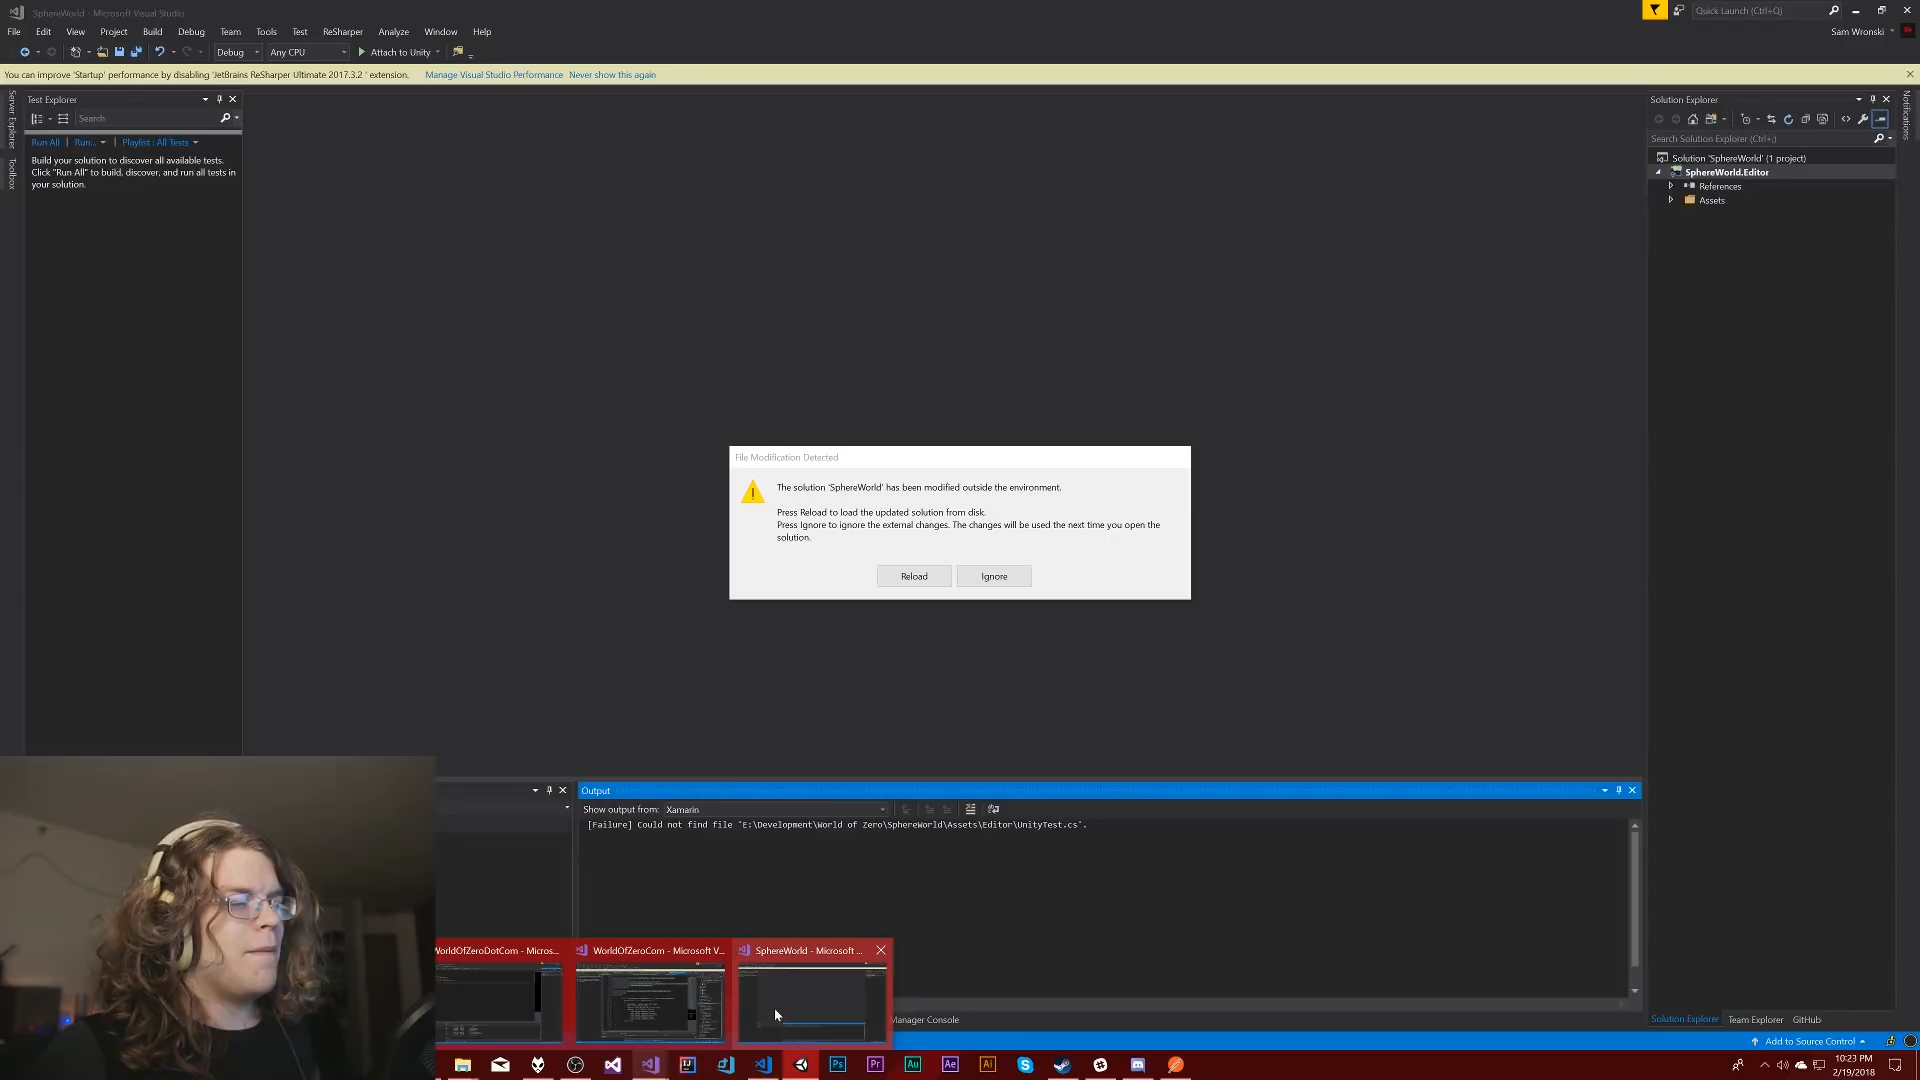 SphereWorld - Microsoft Visual Studio
Quick Launch (Ctrl+Q)
File Edit View Project Build Debug Team Tools Test ReSharper Analyze Window Help
Sam Wronski
Debug Any CPU Attach to Unity
You can improve 'Startup' performance by disabling 'JetBrains ReSharper Ultimate 2017.3.2 ' extension. Manage Visual Studio Performance Never show this again
Server Explorer
Toolbox
Test Explorer
Search
Run All | Run... | Playlist : All Tests
Build your solution to discover all available tests.
Click "Run All" to build, discover, and run all tests in
your solution.
Solution Explorer
Search Solution Explorer (Ctrl+;)
Solution 'SphereWorld' (1 project)
SphereWorld.Editor
References
Assets
Notifications
File Modification Detected
The solution 'SphereWorld' has been modified outside the environment.
Press Reload to load the updated solution from disk.
Press Ignore to ignore the external changes. The changes will be used the next time you open the
solution.
Reload Ignore
Output
Show output from: Xamarin
[Failure] Could not find file 'E:\Development\World of Zero\SphereWorld\Assets\Editor\UnityTest.cs'.
WorldOfZeroDotCom - Micros...
WorldOfZeroCom - Microsoft V...
SphereWorld - Microsoft ...
Manager Console
Solution Explorer Team Explorer GitHub
Add to Source Control
Ps Pr Au Ae Ai
10:23 PM
2/19/2018